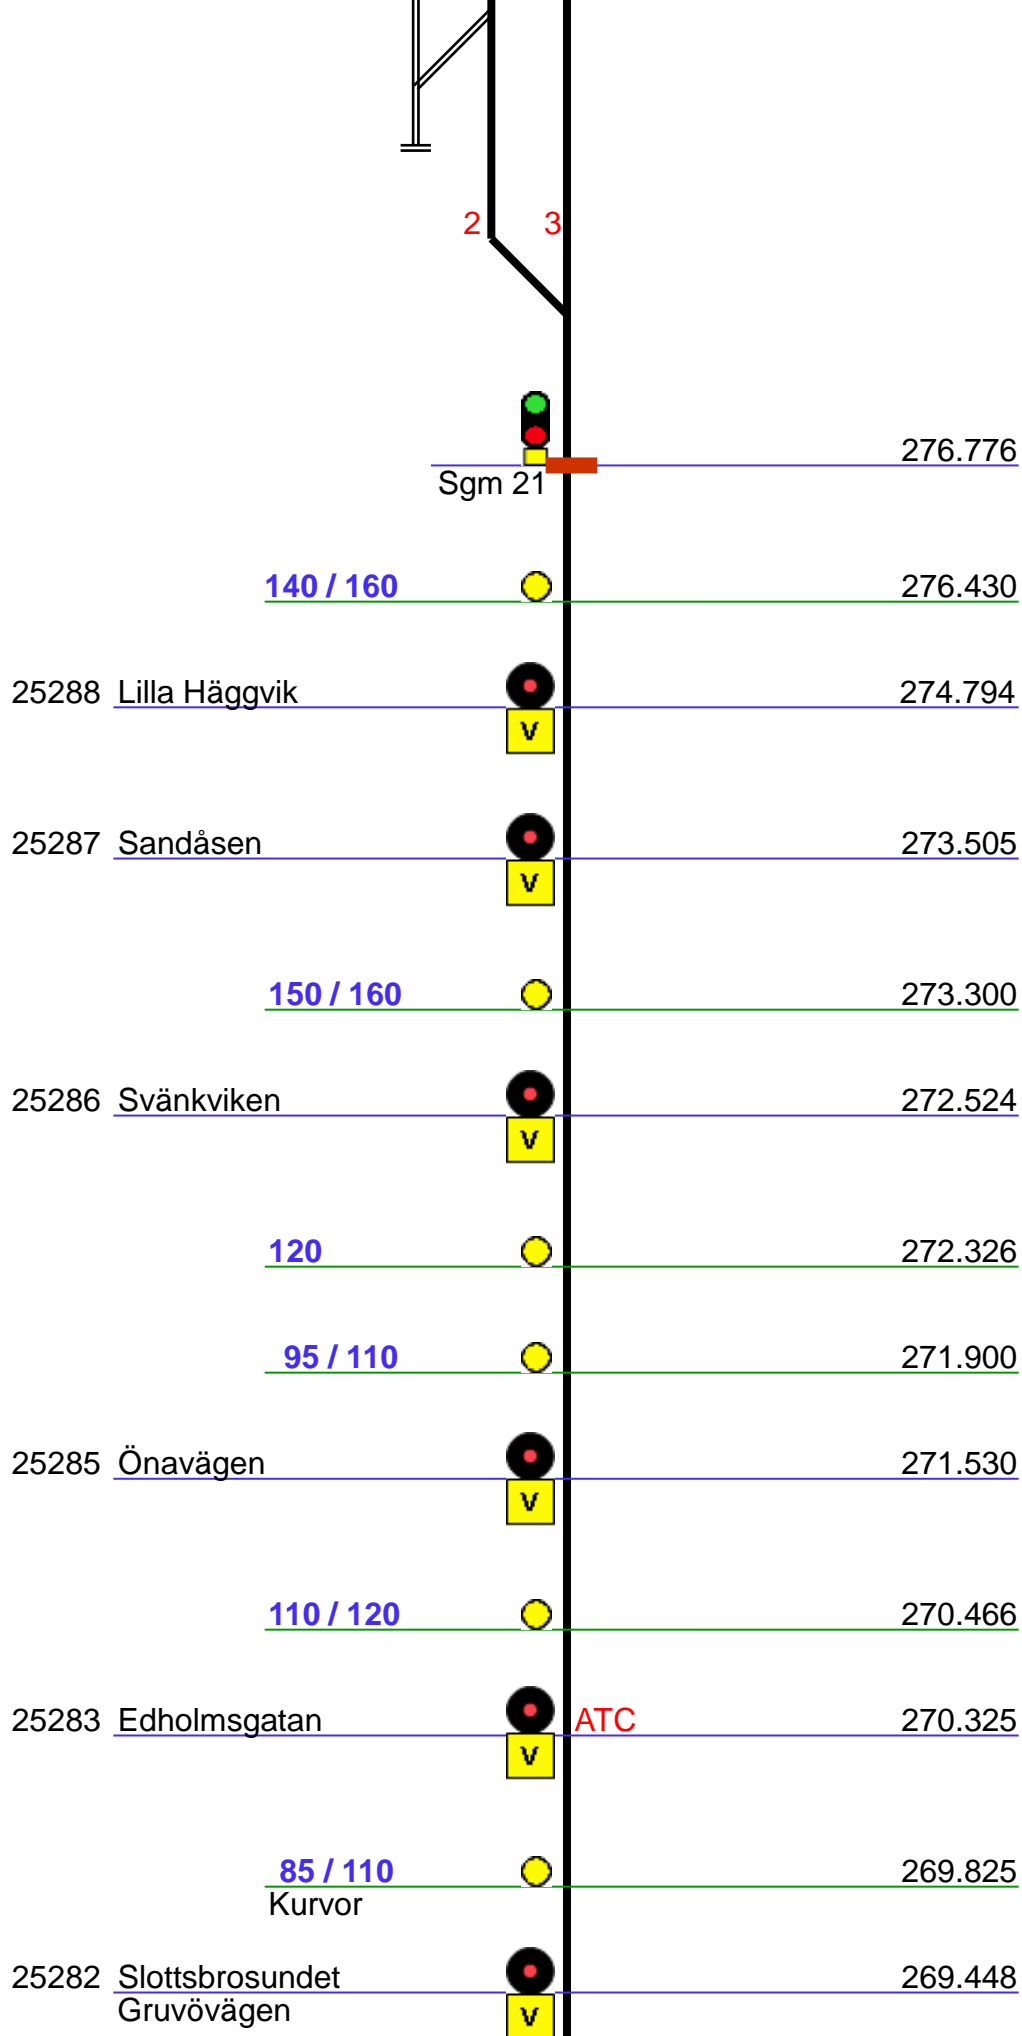 2 3
276.776
Sgm 21
140 / 160 276.430
25288 Lilla Häggvik 274.794
V
25287 Sandåsen 273.505
V
150 / 160 273.300
25286 Svänkviken 272.524
V
120 272.326
95 / 110 271.900
25285 Önavägen 271.530
V
110 / 120 270.466
25283 Edholmsgatan ATC 270.325
V
85 / 110 269.825
Kurvor
25282 Slottsbrosundet 269.448
Gruvövägen V